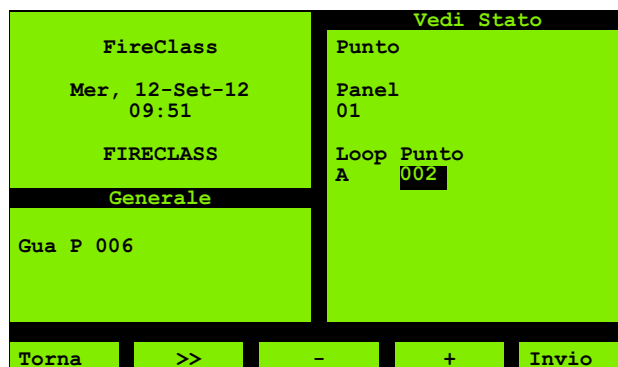 FireClass
Mer, 12-Set-12
09:51
FIRECLASS
Generale
Gua P 006
Vedi Stato
Punto
Panel
01
Loop Punto
A 002
Torna >> - + Invio